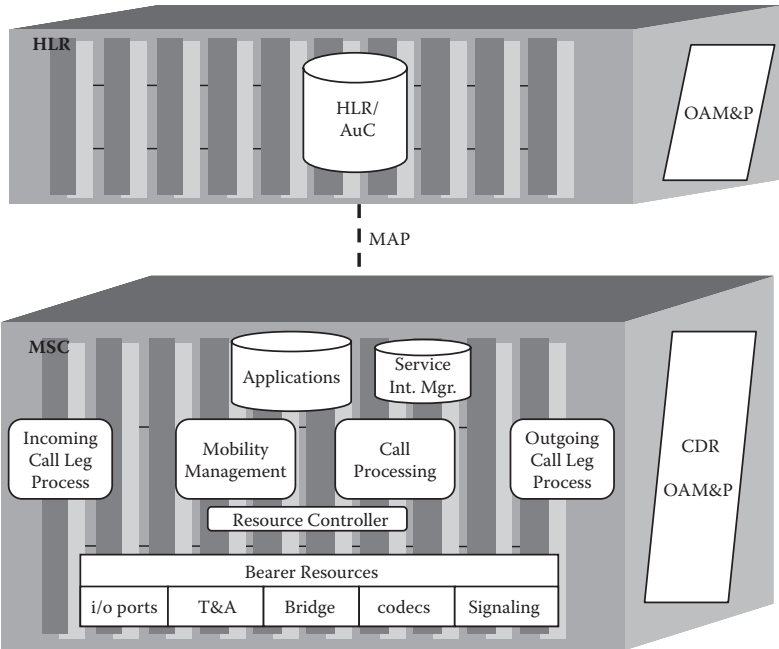 HLR
HLR/
AuC
OAM&P
MAP
MSC
Applications
Service
Int. Mgr.
Incoming
Call Leg
Process
Mobility
Management
Call
Processing
Outgoing
Call Leg
Process
CDR
OAM&P
Resource Controller
Bearer Resources
i/o ports
T&A
Bridge
codecs
Signaling